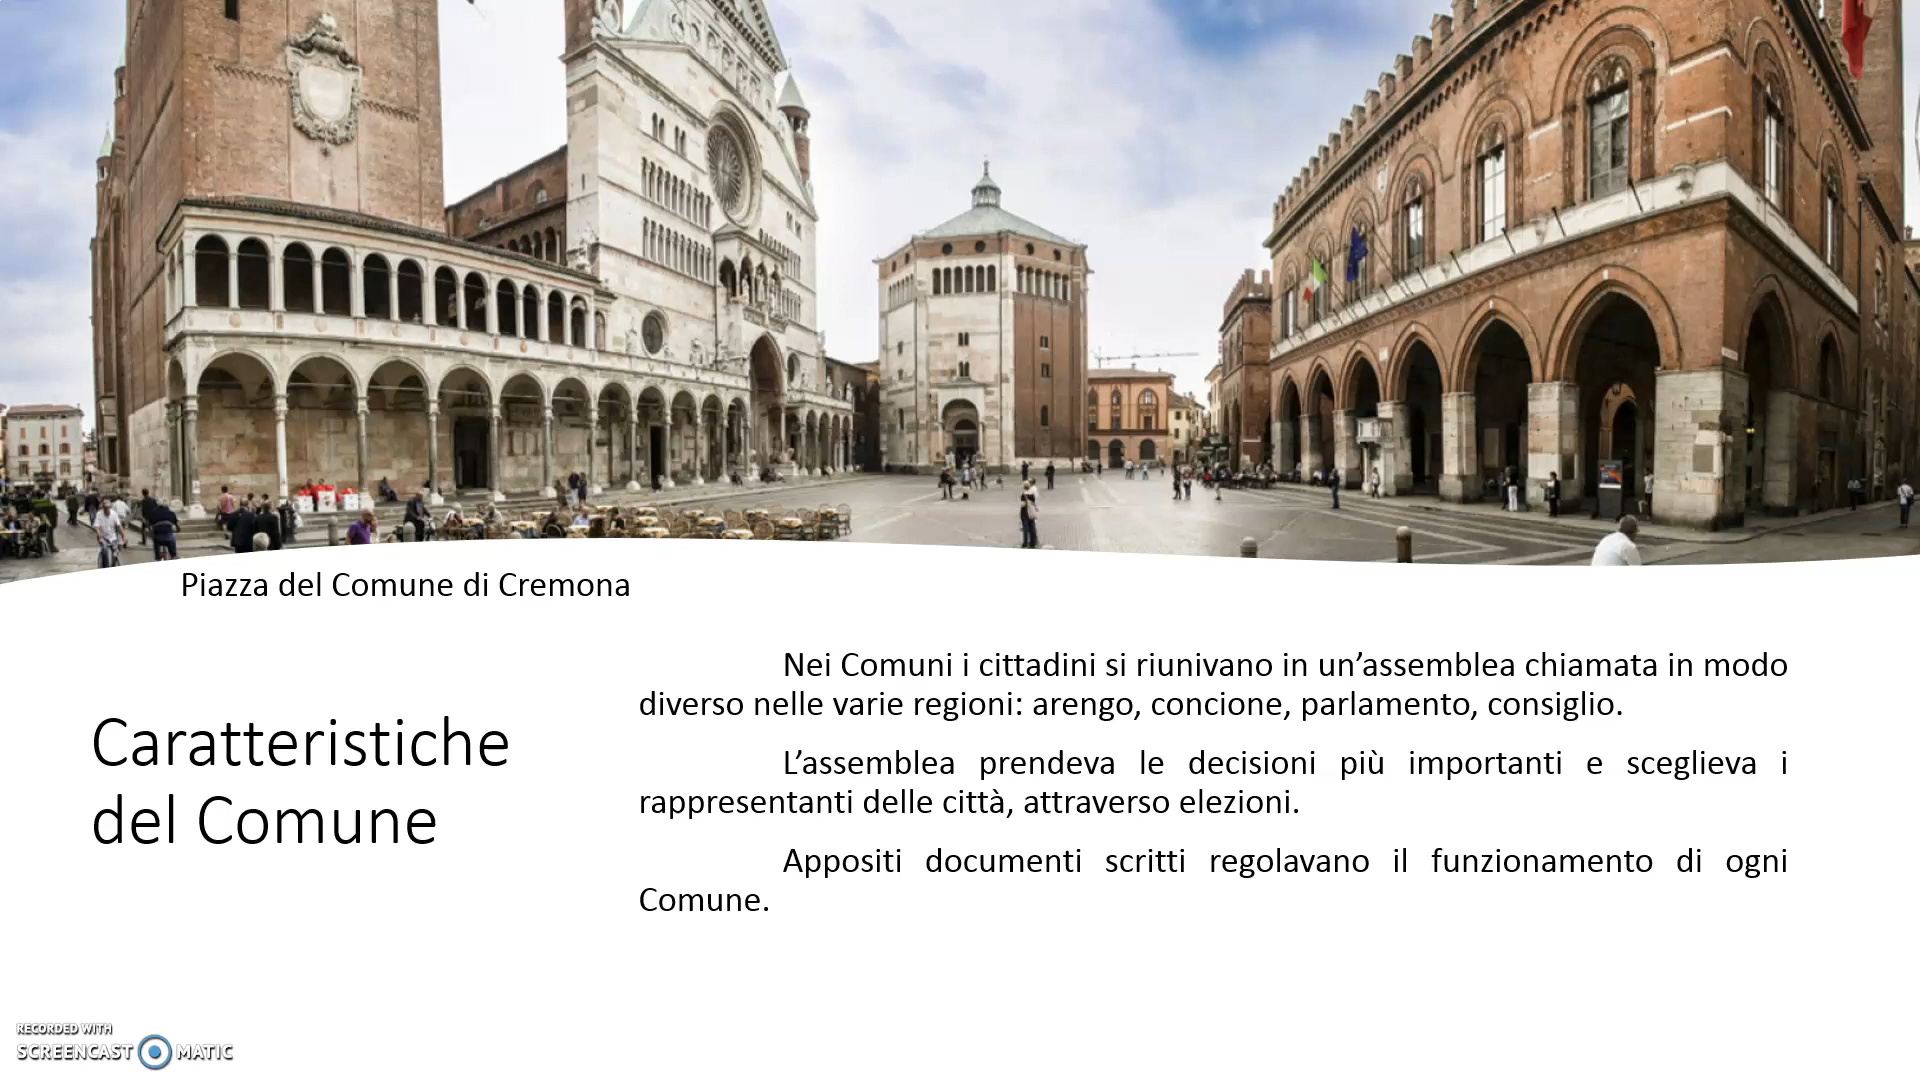 Piazza del Comune di Cremona
Caratteristiche
del Comune
Nei Comuni i cittadini si riunivano in un’assemblea chiamata in modo
diverso nelle varie regioni: arengo, concione, parlamento, consiglio.
L’assemblea prendeva le decisioni più importanti e sceglieva i
rappresentanti delle città, attraverso elezioni.
Appositi documenti scritti regolavano il funzionamento di ogni
Comune.
RECORDED WITH
SCREENCAST MATIC